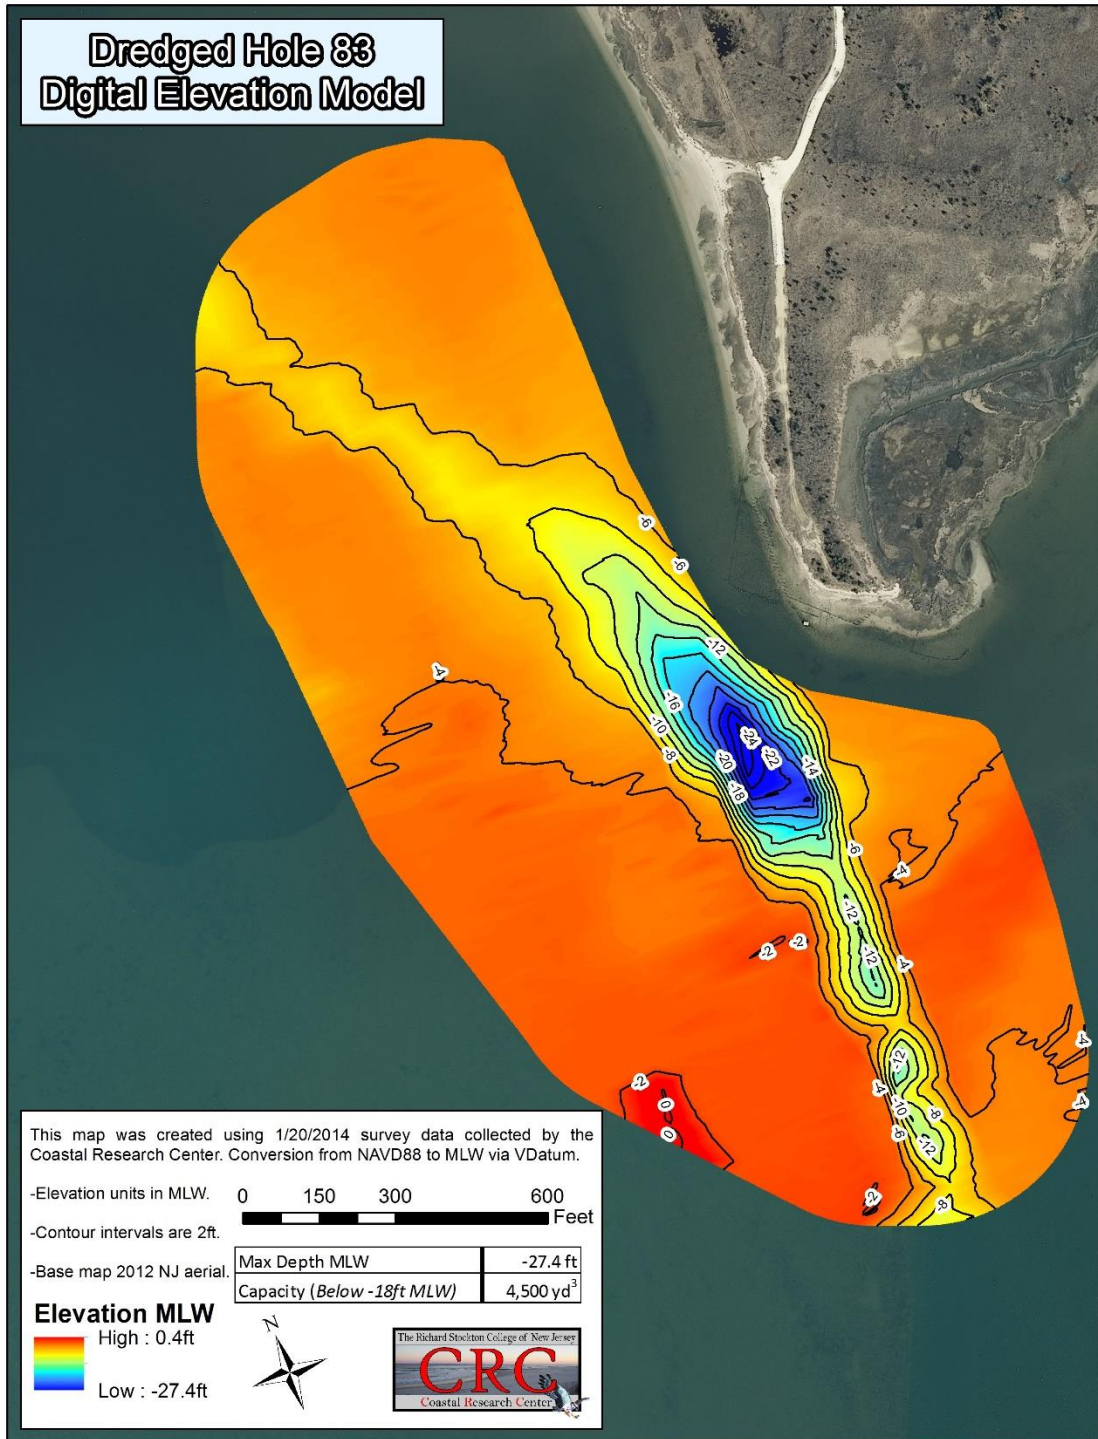 Dredged Hole 83
Digital Elevation Model
-6
-6
-12
-4
-16
-10
-8
-24
-22
-20
-18
-14
-6
-4
-12
-2
-2
-12
-4
-4
-12
-4
-2
0
0
-10
-8
-6
-12
-4
-2
-8
This map was created using 1/20/2014 survey data collected by the
Coastal Research Center. Conversion from NAVD88 to MLW via VDatum.
-Elevation units in MLW.
0 150 300 600
Feet
-Contour intervals are 2ft.
-Base map 2012 NJ aerial.
Max Depth MLW -27.4 ft
Capacity (Below -18ft MLW) 4,500 yd³
Elevation MLW
High : 0.4ft
Low : -27.4ft
N
The Richard Stockton College of New Jersey
CRC
Coastal Research Center